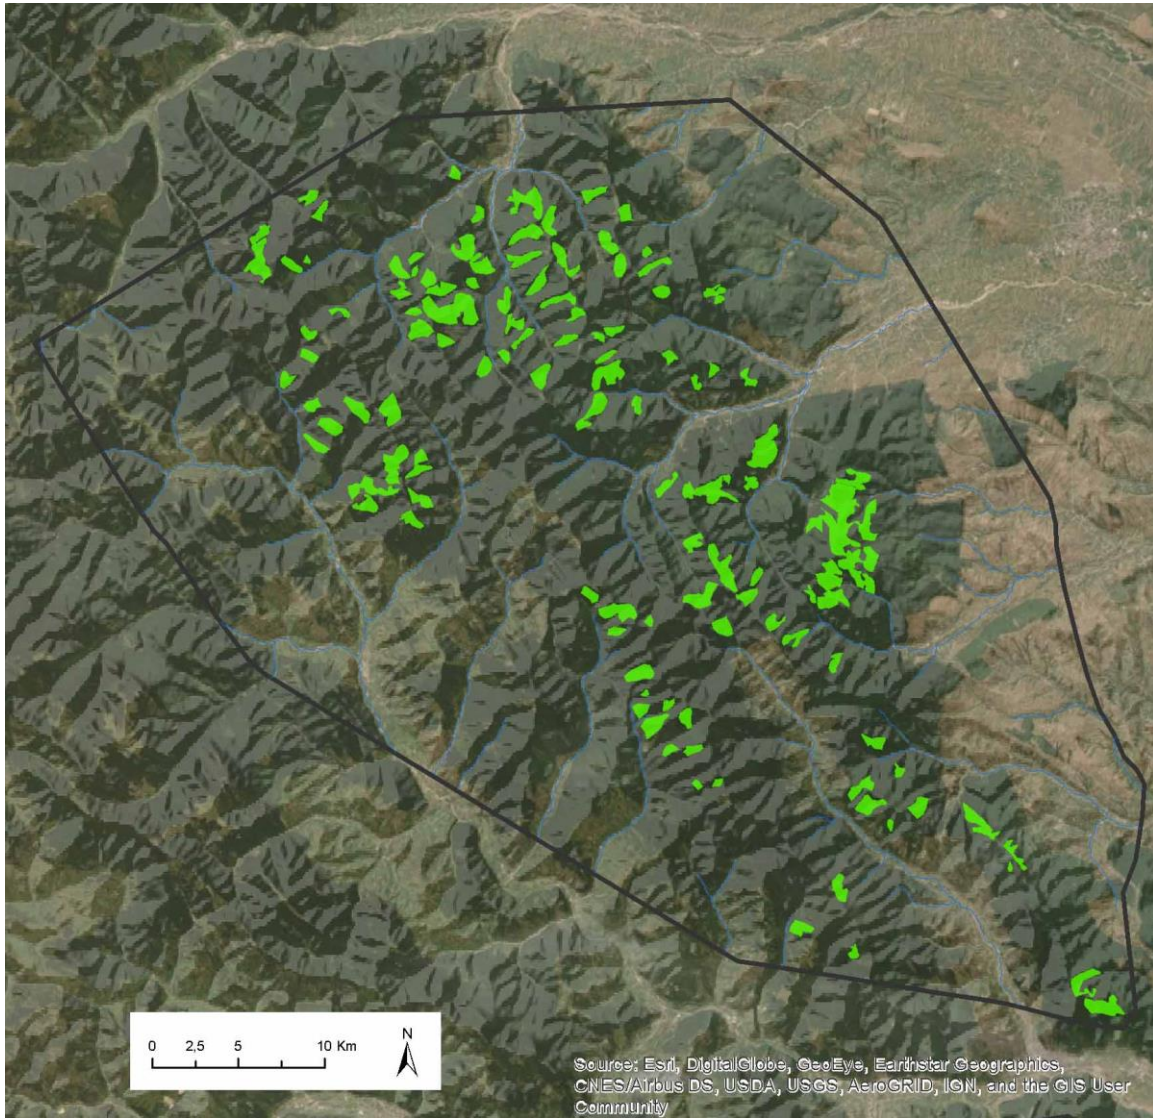 N
0 2,5 5 10 Km
Source: Esri, DigitalGlobe, GeoEye, Earthstar Geographics,
CNES/Airbus DS, USDA, USGS, AeroGRID, IGN, and the GIS User
Community